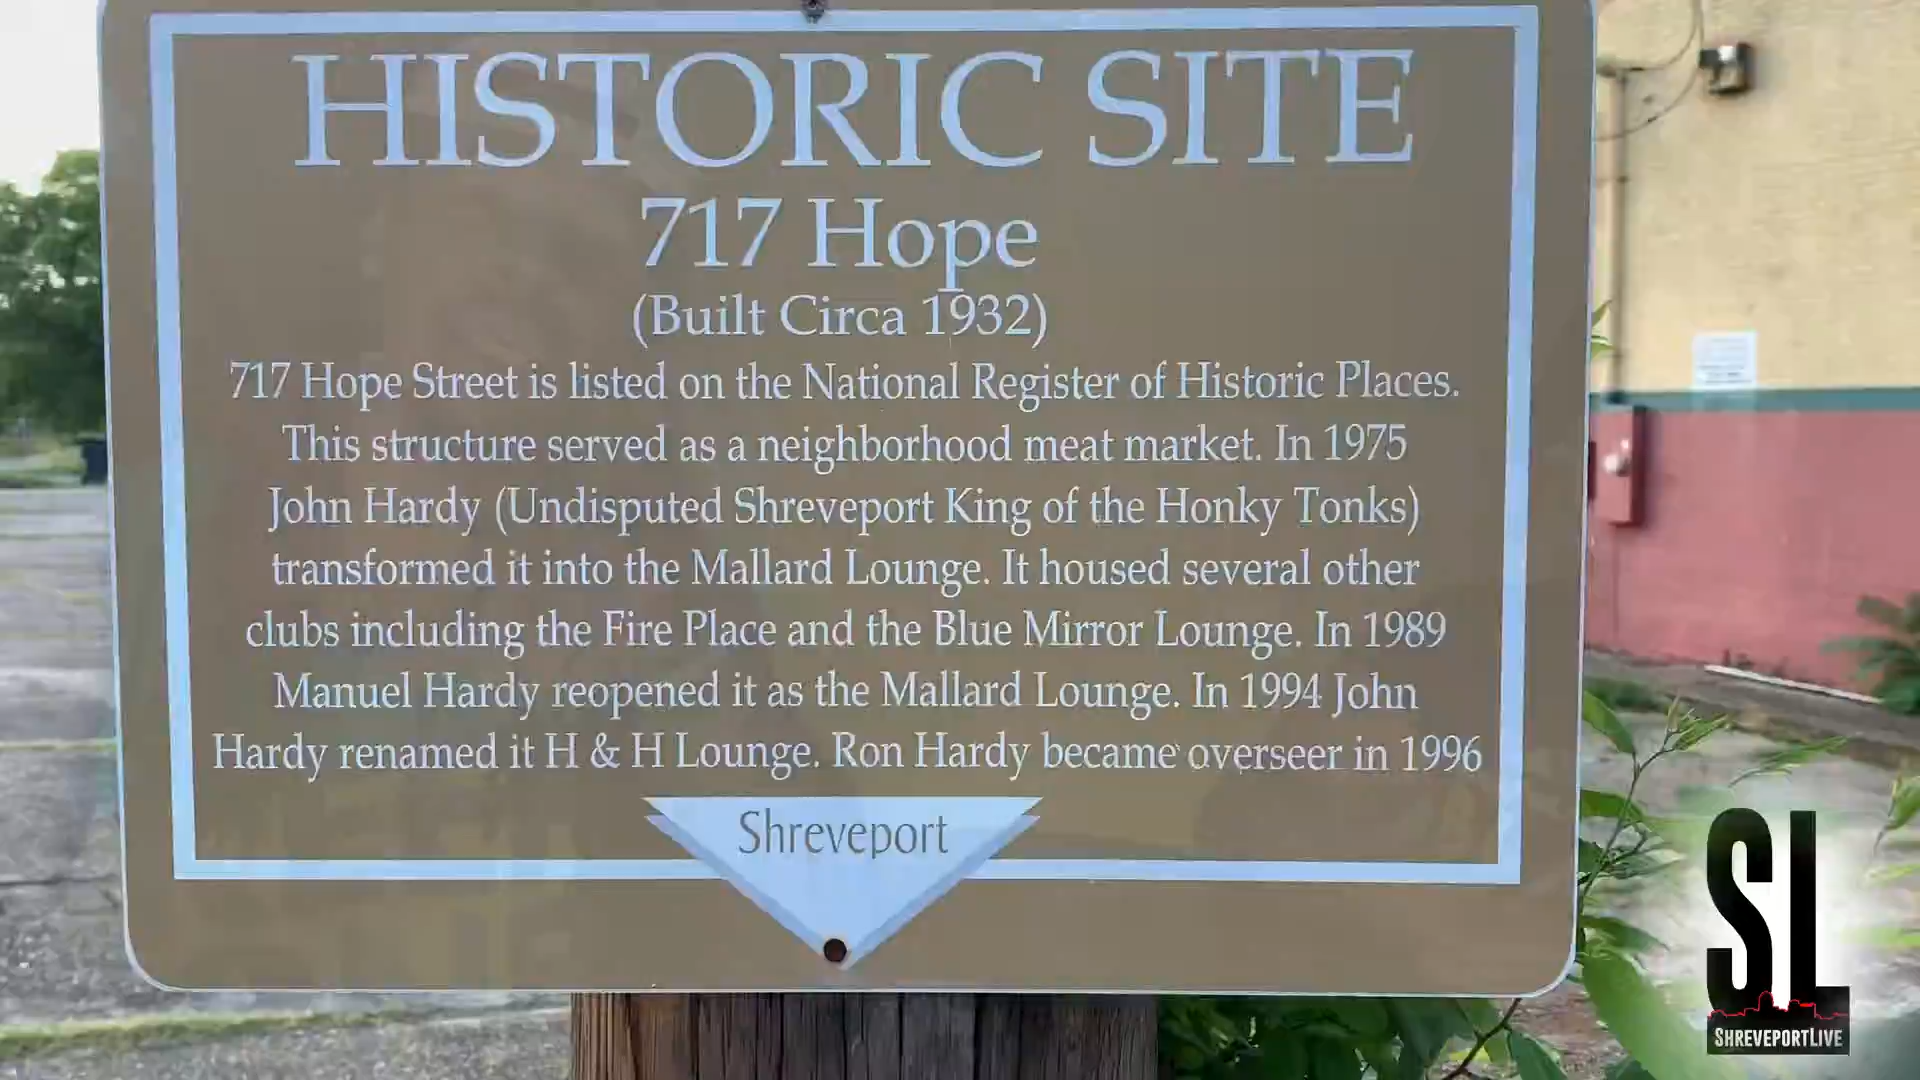 HISTORIC SITE
717 Hope
(Built Circa 1932)
717 Hope Street is listed on the National Register of Historic Places.
This structure served as a neighborhood meat market. In 1975
John Hardy (Undisputed Shreveport King of the Honky Tonks)
transformed it into the Mallard Lounge. It housed several other
clubs including the Fire Place and the Blue Mirror Lounge. In 1989
Manuel Hardy reopened it as the Mallard Lounge. In 1994 John
Hardy renamed it H & H Lounge. Ron Hardy became overseer in 1996
Shreveport
SL
SHREVEPORTLIVE